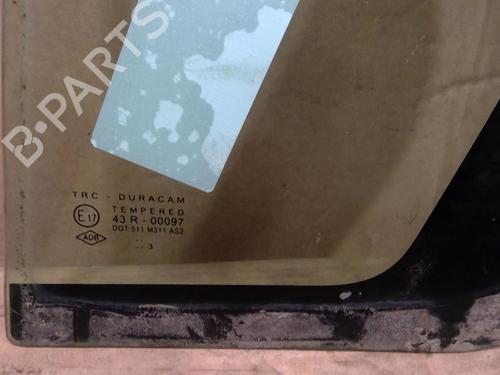 B-PARTS
TRC - DURACAM
TEMPERED
E17
43 R - 00097
DOT 511 M311 AS2
ADB
.. 3